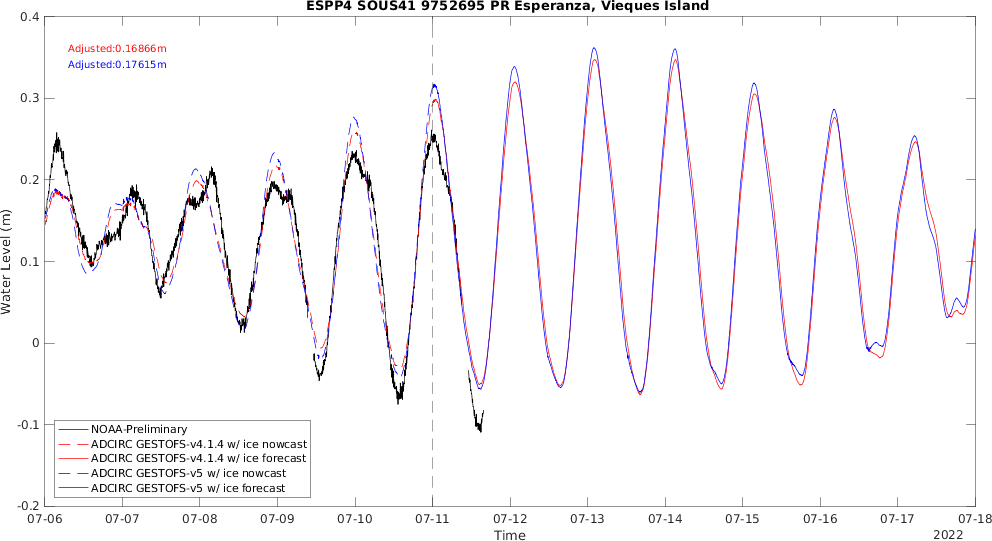 ESPP4 SOUS41 9752695 PR Esperanza, Vieques Island
Adjusted:0.16866m
Adjusted:0.17615m
0.4
0.3
0.2
0.1
0
-0.1
-0.2
Water Level (m)
NOAA-Preliminary
ADCIRC GESTOFS-v4.1.4 w/ ice nowcast
ADCIRC GESTOFS-v4.1.4 w/ ice forecast
ADCIRC GESTOFS-v5 w/ ice nowcast
ADCIRC GESTOFS-v5 w/ ice forecast
07-06 07-07 07-08 07-09 07-10 07-11 07-12 07-13 07-14 07-15 07-16 07-17 07-18
Time
2022